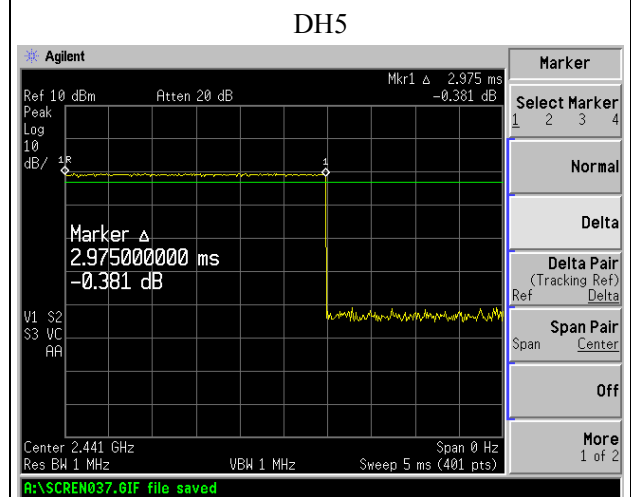 DH5
Agilent
Mkr1 Δ 2.975 ms
Ref 10 dBm Atten 20 dB -0.381 dB
Peak
Log
10
dB/
1R
1
Marker Δ
2.975000000 ms
-0.381 dB
V1 S2
S3 VC
AA
Center 2.441 GHz Span 0 Hz
Res BW 1 MHz VBW 1 MHz Sweep 5 ms (401 pts)
A:\SCREN037.GIF file saved
Marker
Select Marker
1 2 3 4
Normal
Delta
Delta Pair
(Tracking Ref)
Ref Delta
Span Pair
Span Center
Off
More
1 of 2